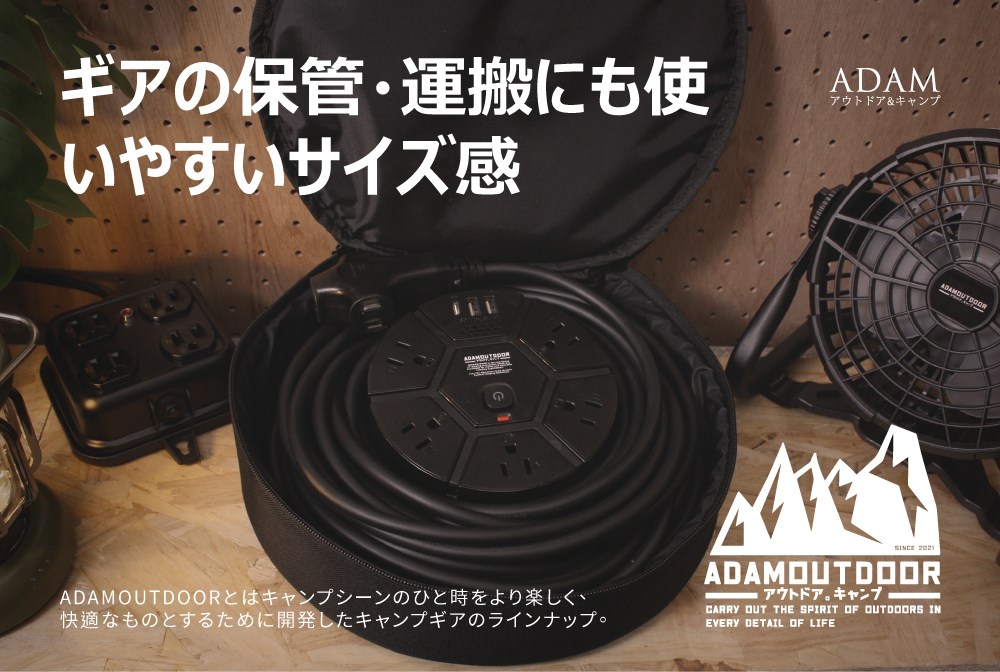 ギアの保管・運搬にも使
いやすいサイズ感
ADAM
アウトドア&キャンプ
ADAMOUTDOOR
ADAMOUTDOOR
SINCE 2021
ADAMOUTDOOR
アウトドア。キャンプ
CARRY OUT THE SPIRIT OF OUTDOORS IN
EVERY DETAIL OF LIFE
ADAMOUTDOORとはキャンプシーンのひと時をより楽しく、
快適なものとするために開発したキャンプギアのラインナップ。